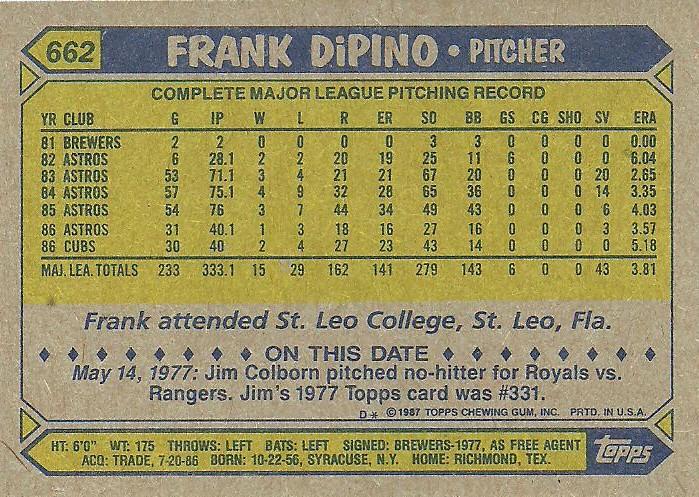 662 FRANK DiPINO • PITCHER
COMPLETE MAJOR LEAGUE PITCHING RECORD
YR CLUB G IP W L R ER SO BB GS CG SHO SV ERA
81 BREWERS 2 2 0 0 0 0 3 3 0 0 0 0 0.00
82 ASTROS 6 28.1 2 2 20 19 25 11 6 0 0 0 6.04
83 ASTROS 53 71.1 3 4 21 21 67 20 0 0 0 20 2.65
84 ASTROS 57 75.1 4 9 32 28 65 36 0 0 0 14 3.35
85 ASTROS 54 76 3 7 44 34 49 43 0 0 0 6 4.03
86 ASTROS 31 40.1 1 3 18 16 27 16 0 0 0 3 3.57
86 CUBS 30 40 2 4 27 23 43 14 0 0 0 0 5.18
MAJ. LEA. TOTALS 233 333.1 15 29 162 141 279 143 6 0 0 43 3.81
Frank attended St. Leo College, St. Leo, Fla.
♦ ♦ ♦ ♦ ♦ ♦ ♦ ♦ ON THIS DATE ♦ ♦ ♦ ♦ ♦ ♦ ♦ ♦
May 14, 1977: Jim Colborn pitched no-hitter for Royals vs.
Rangers. Jim's 1977 Topps card was #331.
D* ©1987 TOPPS CHEWING GUM, INC. PRTD. IN U.S.A.
HT: 6'0" WT: 175 THROWS: LEFT BATS: LEFT SIGNED: BREWERS-1977, AS FREE AGENT
ACQ: TRADE, 7-20-86 BORN: 10-22-56, SYRACUSE, N.Y. HOME: RICHMOND, TEX.
topps